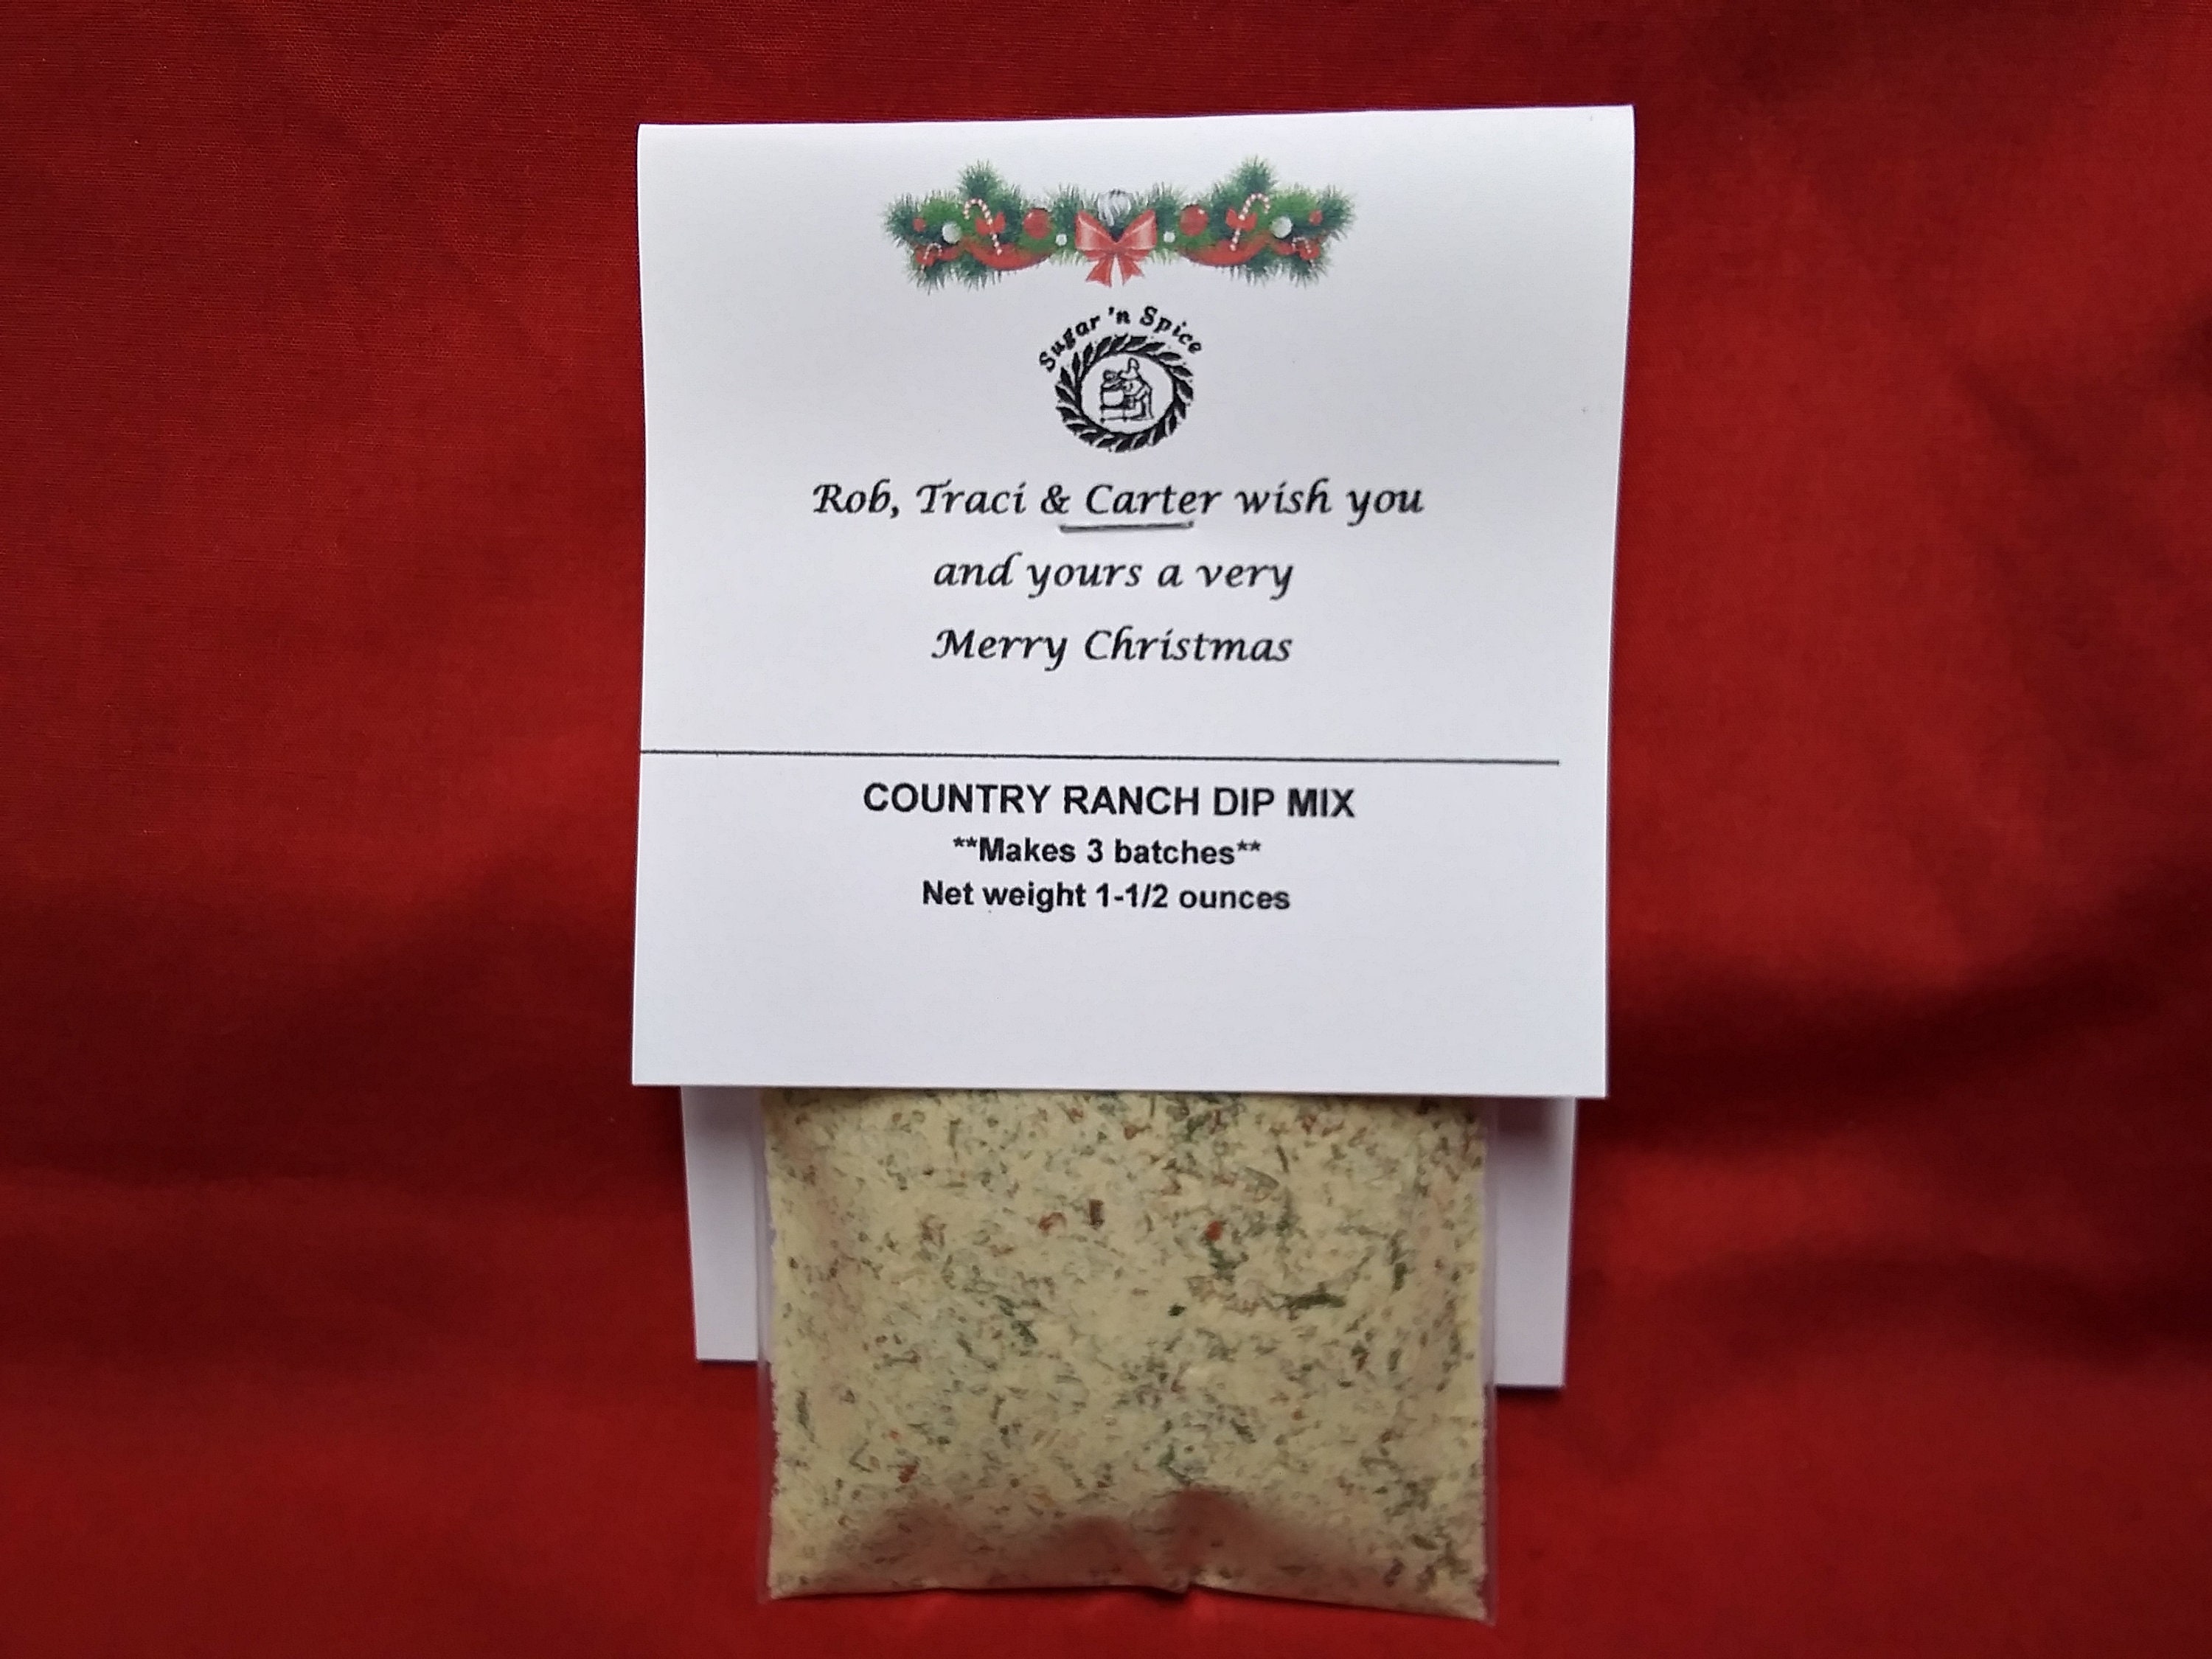 Sugar 'n Spice
Rob, Traci & Carter wish you
and yours a very
Merry Christmas
COUNTRY RANCH DIP MIX
**Makes 3 batches**
Net weight 1-1/2 ounces